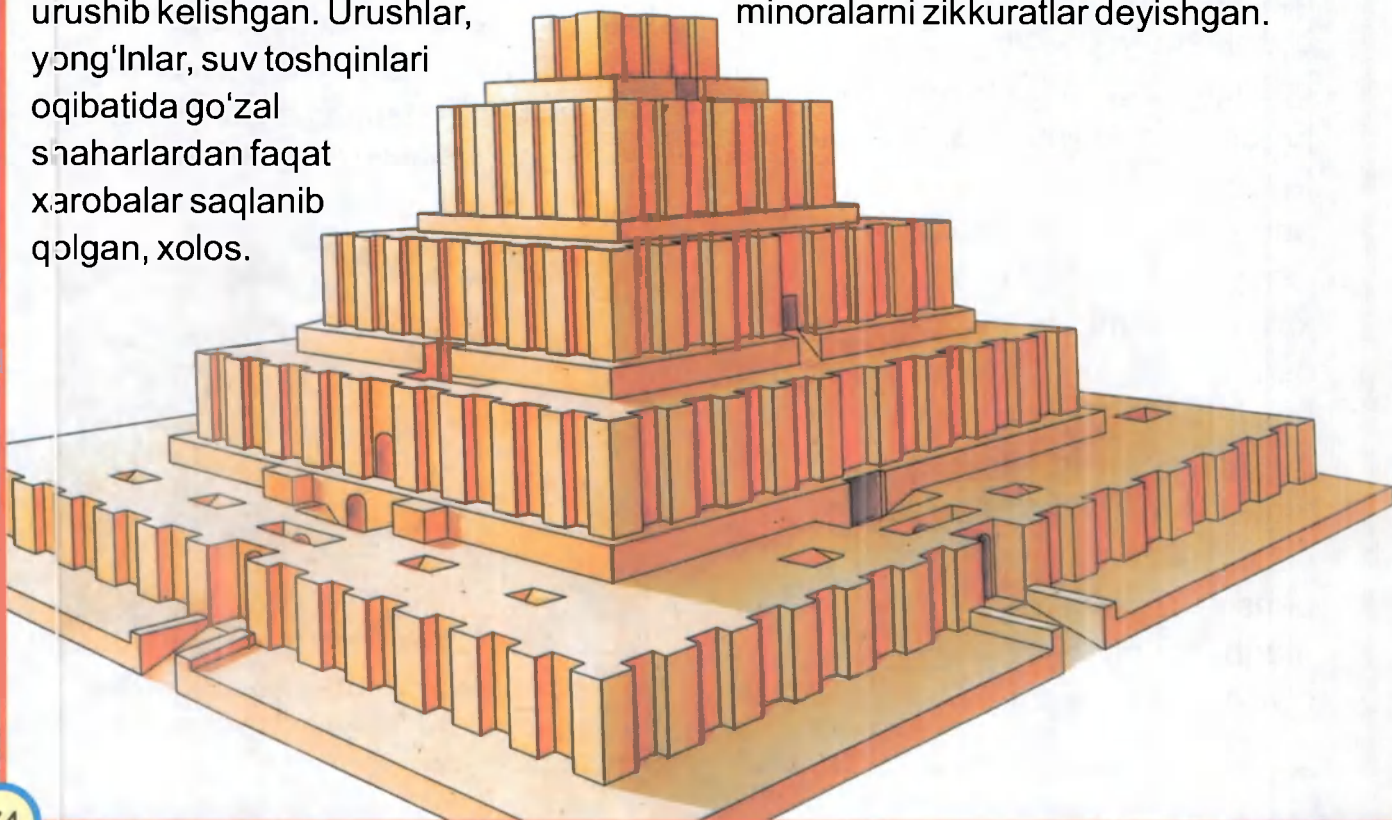 urushib kelishgan. Urushlar,
yong‘Inlar, suv toshqinlari
oqibatida go‘zal
shaharlardan faqat
xarobalar saqlanib
qolgan, xolos.
minoralarni zikkuratlar deyishgan.